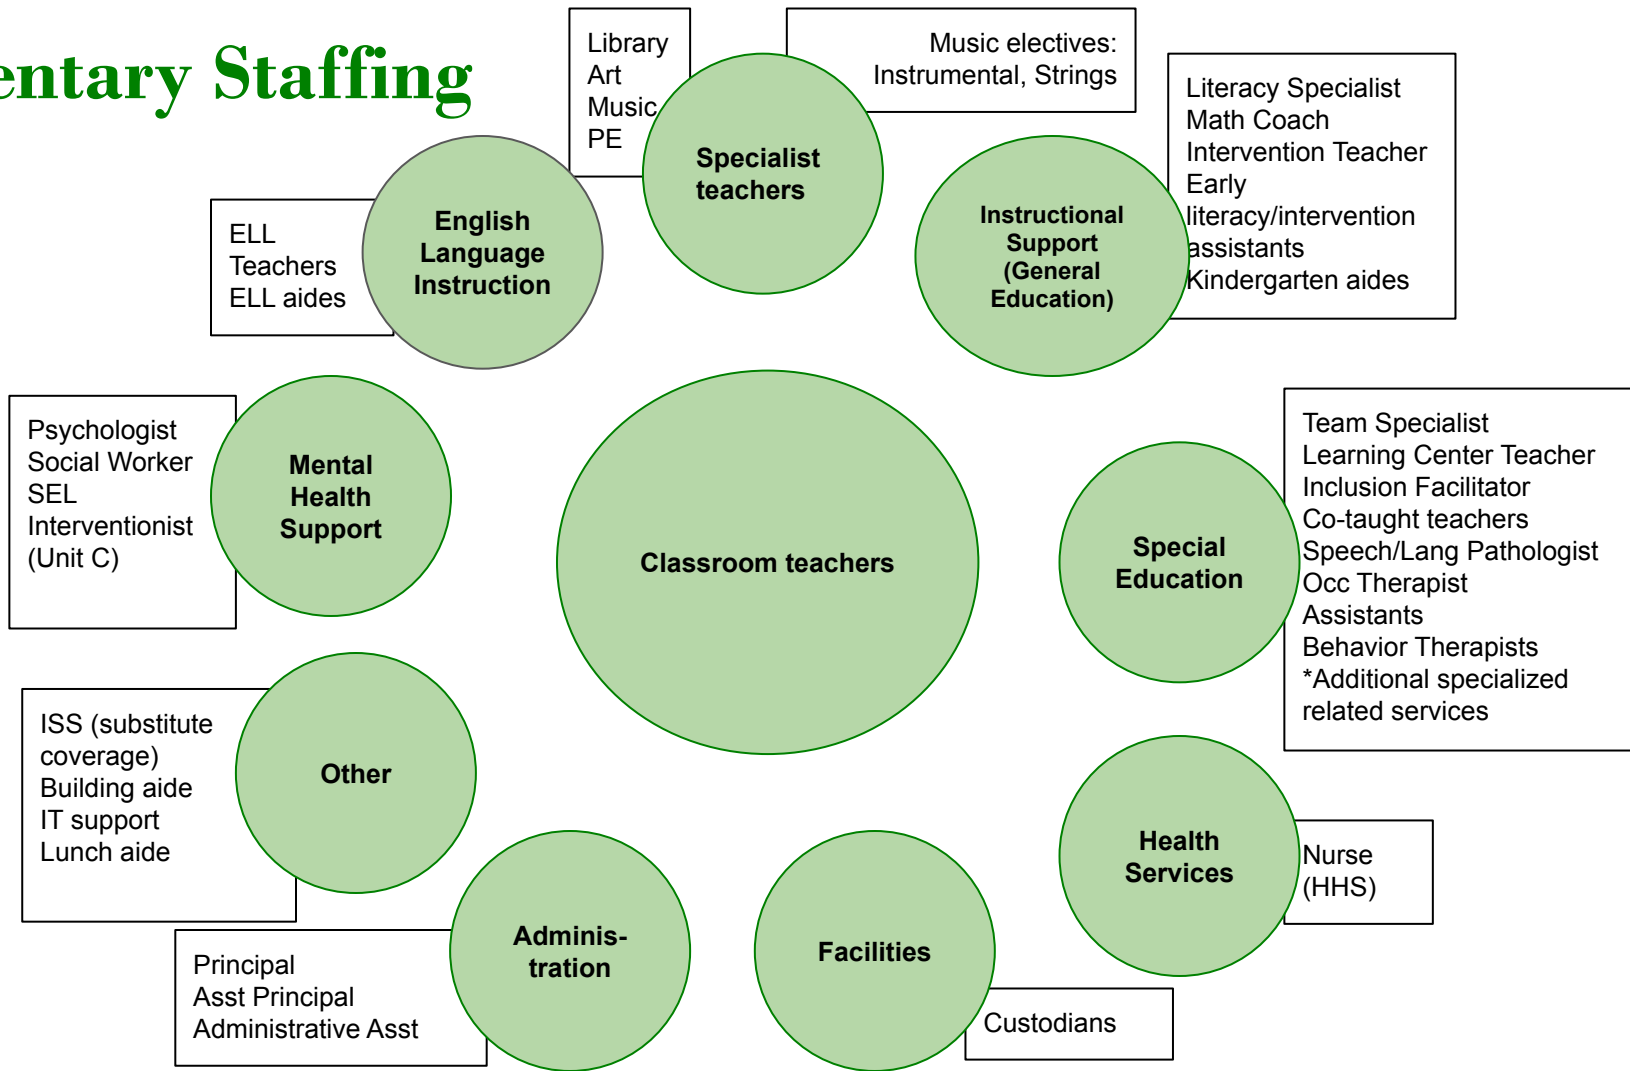 entary Staffing
Library
Art
Music
PE
Specialist
teachers
Music electives:
Instrumental, Strings
Literacy Specialist
Math Coach
Intervention Teacher
Early
literacy/intervention
assistants
Kindergarten aides
Instructional
Support
(General
Education)
English
Language
Instruction
ELL
Teachers
ELL aides
Psychologist
Social Worker
SEL
Interventionist
(Unit C)
Mental
Health
Support
Classroom teachers
Special
Education
Team Specialist
Learning Center Teacher
Inclusion Facilitator
Co-taught teachers
Speech/Lang Pathologist
Occ Therapist
Assistants
Behavior Therapists
*Additional specialized
related services
ISS (substitute
coverage)
Building aide
IT support
Lunch aide
Other
Health
Services
Nurse
(HHS)
Principal
Asst Principal
Administrative Asst
Adminis-
tration
Facilities
Custodians